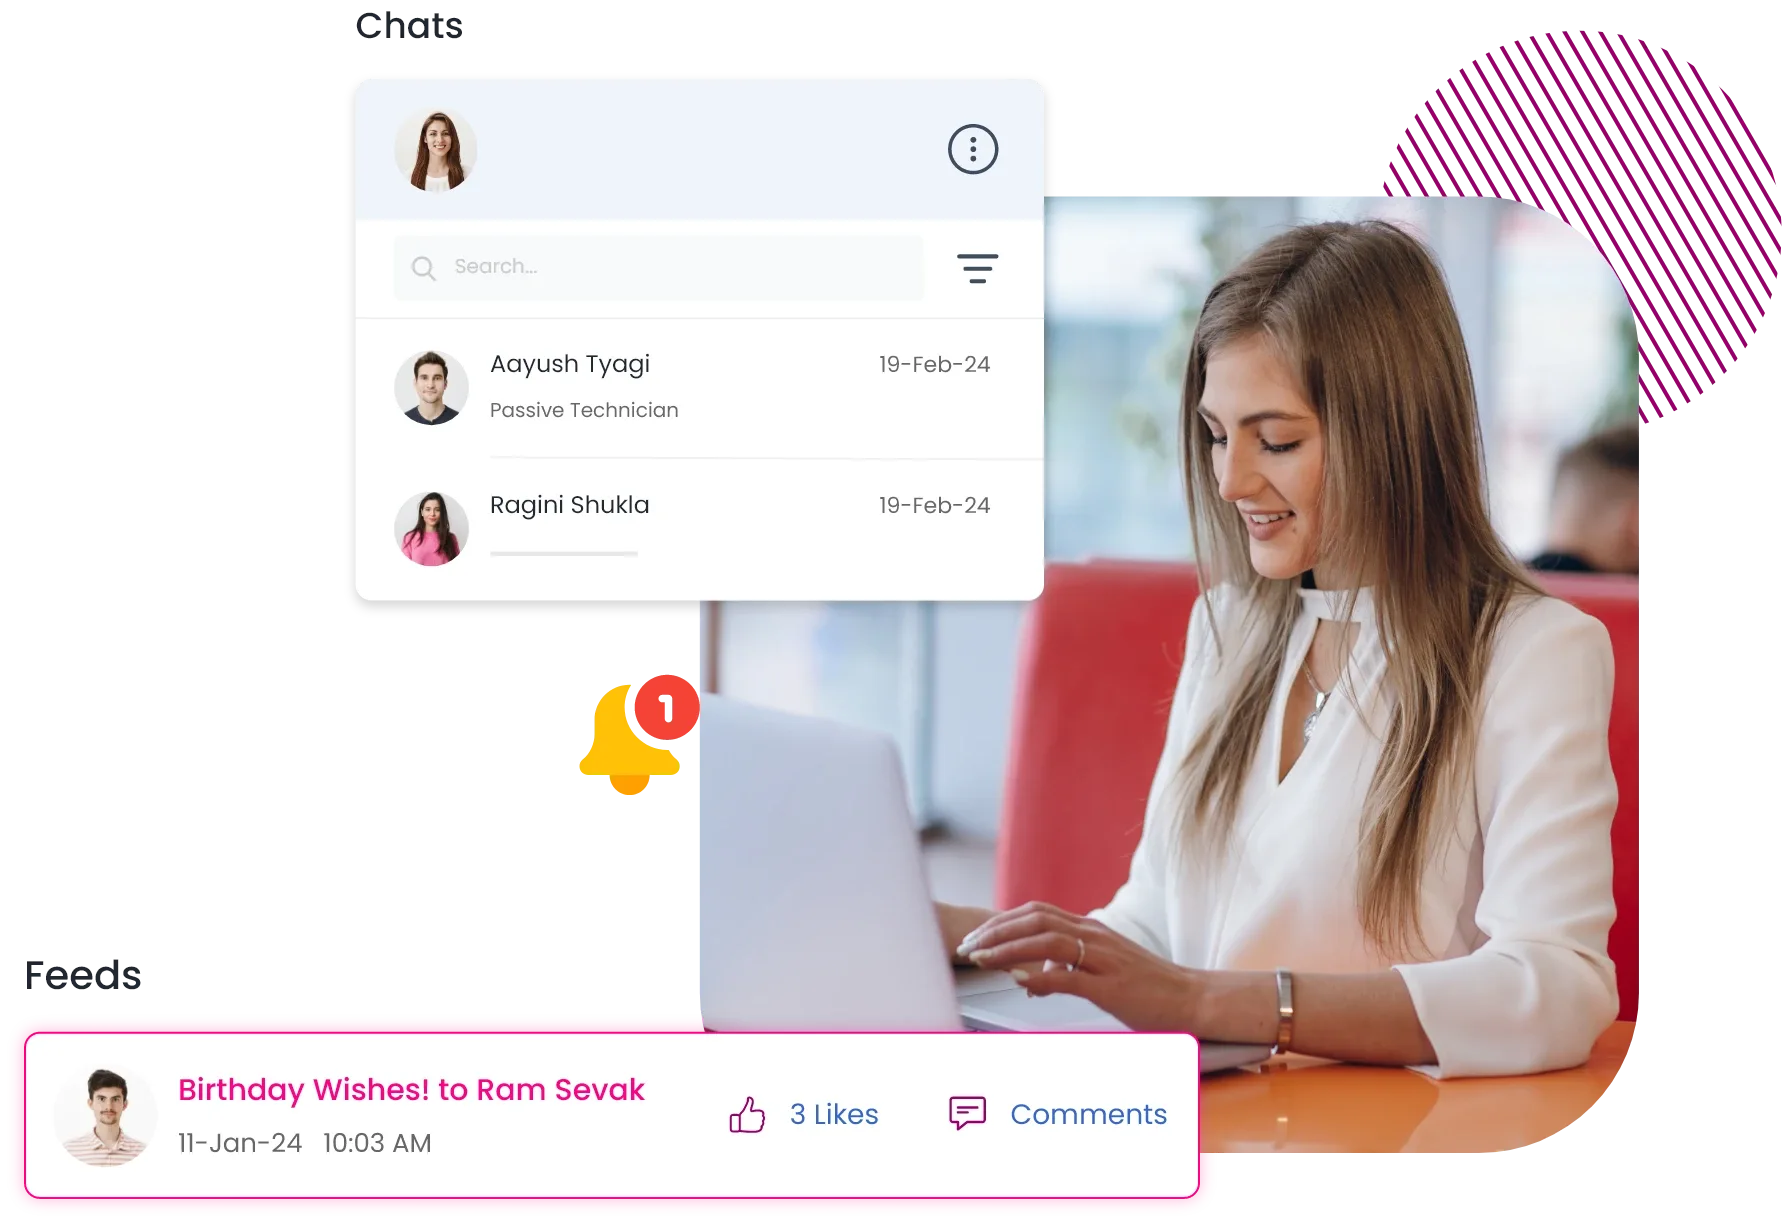 Chats
Search...
Aayush Tyagi
19-Feb-24
Passive Technician
Ragini Shukla
19-Feb-24
1
Feeds
Birthday Wishes! to Ram Sevak
11-Jan-24 10:03 AM
3 Likes
Comments